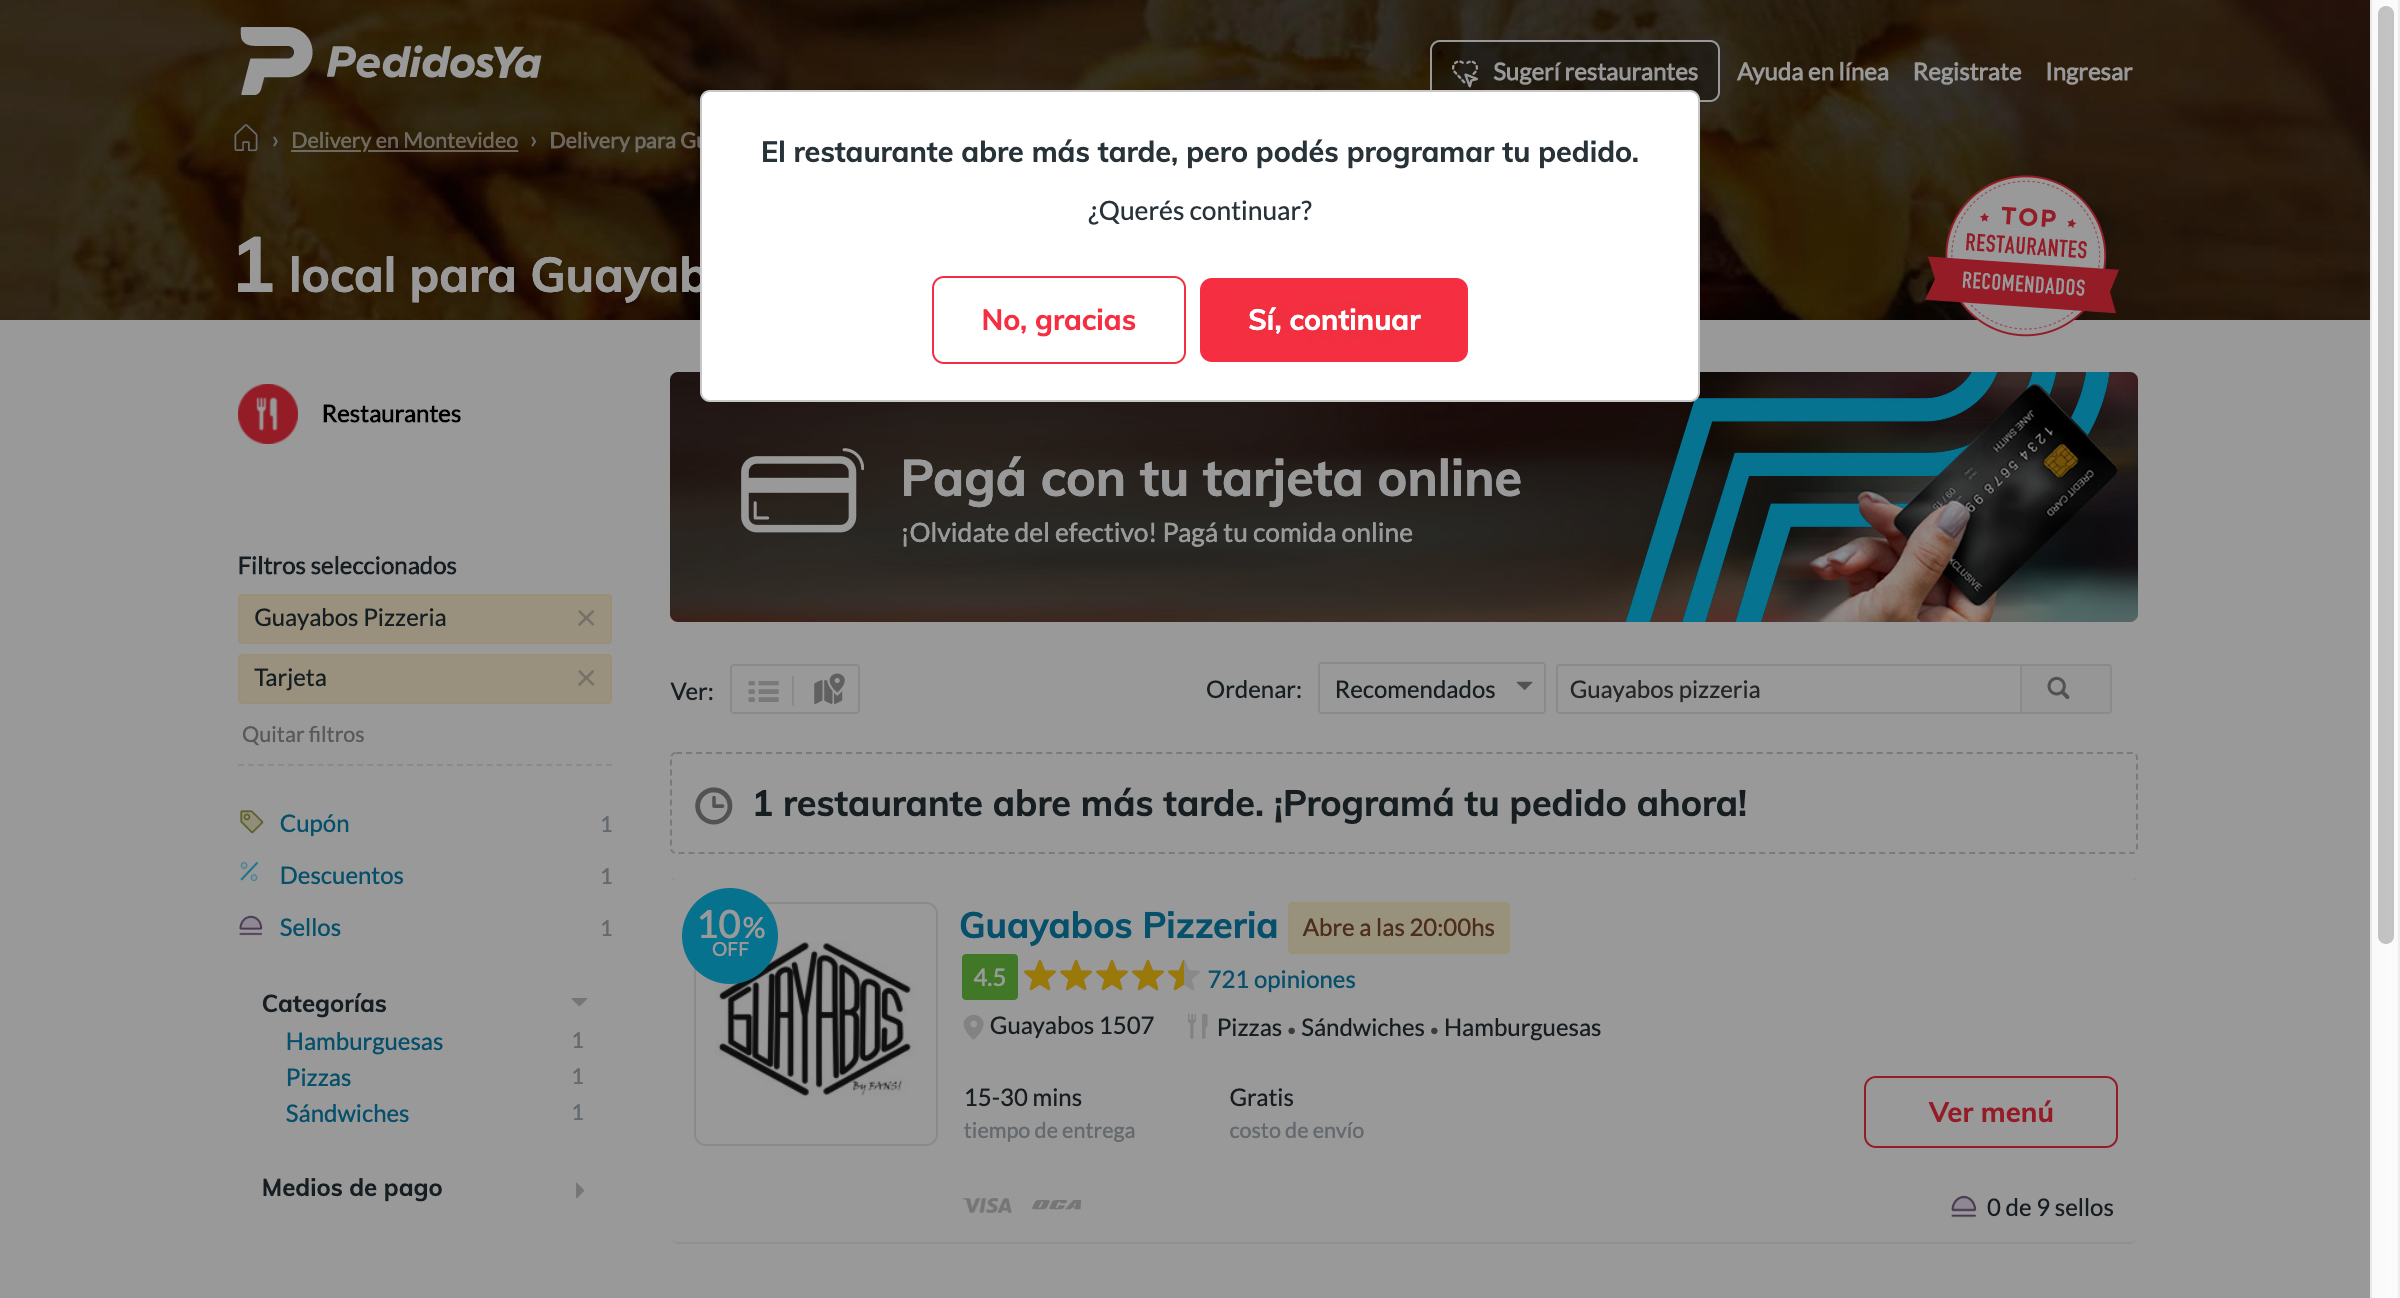 PedidosYa
Sugerí restaurantes
Ayuda en línea
Registrate
Ingresar
› Delivery en Montevideo › Delivery para
El restaurante abre más tarde, pero podés programar tu pedido.
¿Querés continuar?
No, gracias
Sí, continuar
1 local para Guayab
TOP
RESTAURANTES
RECOMENDADOS
Restaurantes
Pagá con tu tarjeta online
¡Olvidate del efectivo! Pagá tu comida online
JANE SMITH
CREDIT CARD
Filtros seleccionados
Guayabos Pizzeria
Tarjeta
Quitar filtros
Ver:
Ordenar:
Recomendados
Guayabos pizzeria
1 restaurante abre más tarde. ¡Programá tu pedido ahora!
Cupón 1
Descuentos 1
Sellos 1
Categorías
Hamburguesas 1
Pizzas 1
Sándwiches 1
Medios de pago
10%
OFF
GUAYABOS
Guayabos Pizzeria
Abre a las 20:00hs
4.5
721 opiniones
Guayabos 1507
Pizzas • Sándwiches • Hamburguesas
15-30 mins
tiempo de entrega
Gratis
costo de envío
Ver menú
VISA OCA
0 de 9 sellos